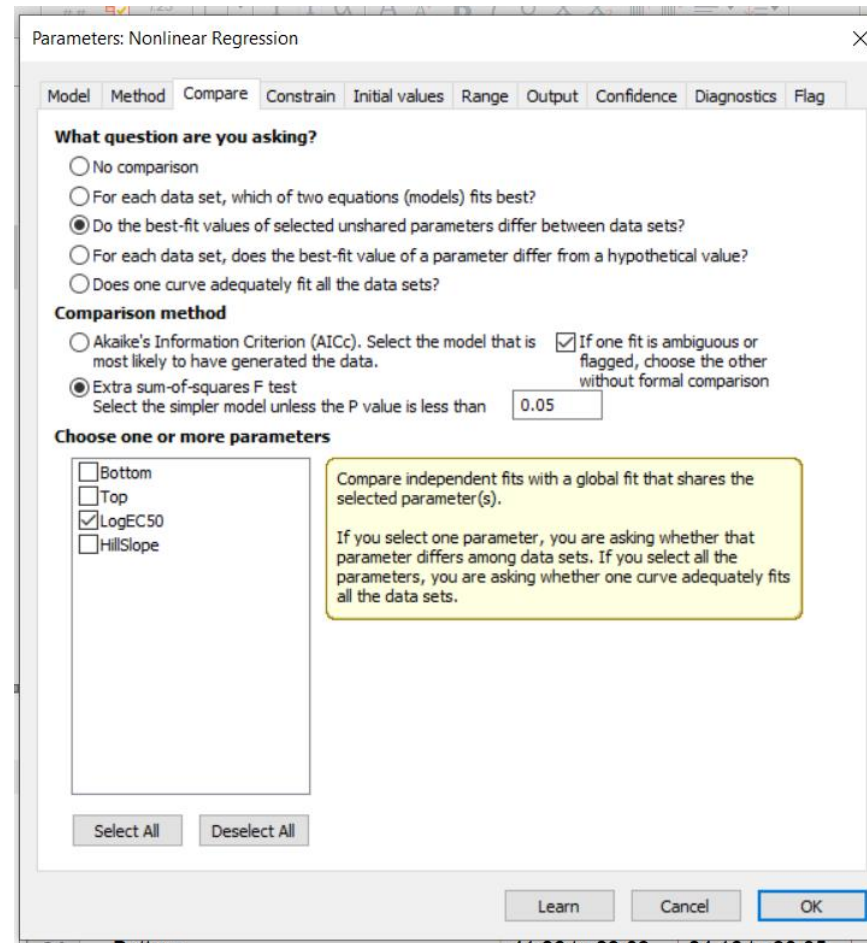 Parameters: Nonlinear Regression
Model Method Compare Constrain Initial values Range Output Confidence Diagnostics Flag
What question are you asking?
No comparison
For each data set, which of two equations (models) fits best?
Do the best-fit values of selected unshared parameters differ between data sets?
For each data set, does the best-fit value of a parameter differ from a hypothetical value?
Does one curve adequately fit all the data sets?
Comparison method
Akaike's Information Criterion (AICc). Select the model that is
most likely to have generated the data.
If one fit is ambiguous or
flagged, choose the other
without formal comparison
Extra sum-of-squares F test
Select the simpler model unless the P value is less than 0.05
Choose one or more parameters
Bottom
Top
LogEC50
HillSlope
Compare independent fits with a global fit that shares the
selected parameter(s).
If you select one parameter, you are asking whether that
parameter differs among data sets. If you select all the
parameters, you are asking whether one curve adequately fits
all the data sets.
Select All Deselect All
Learn Cancel OK